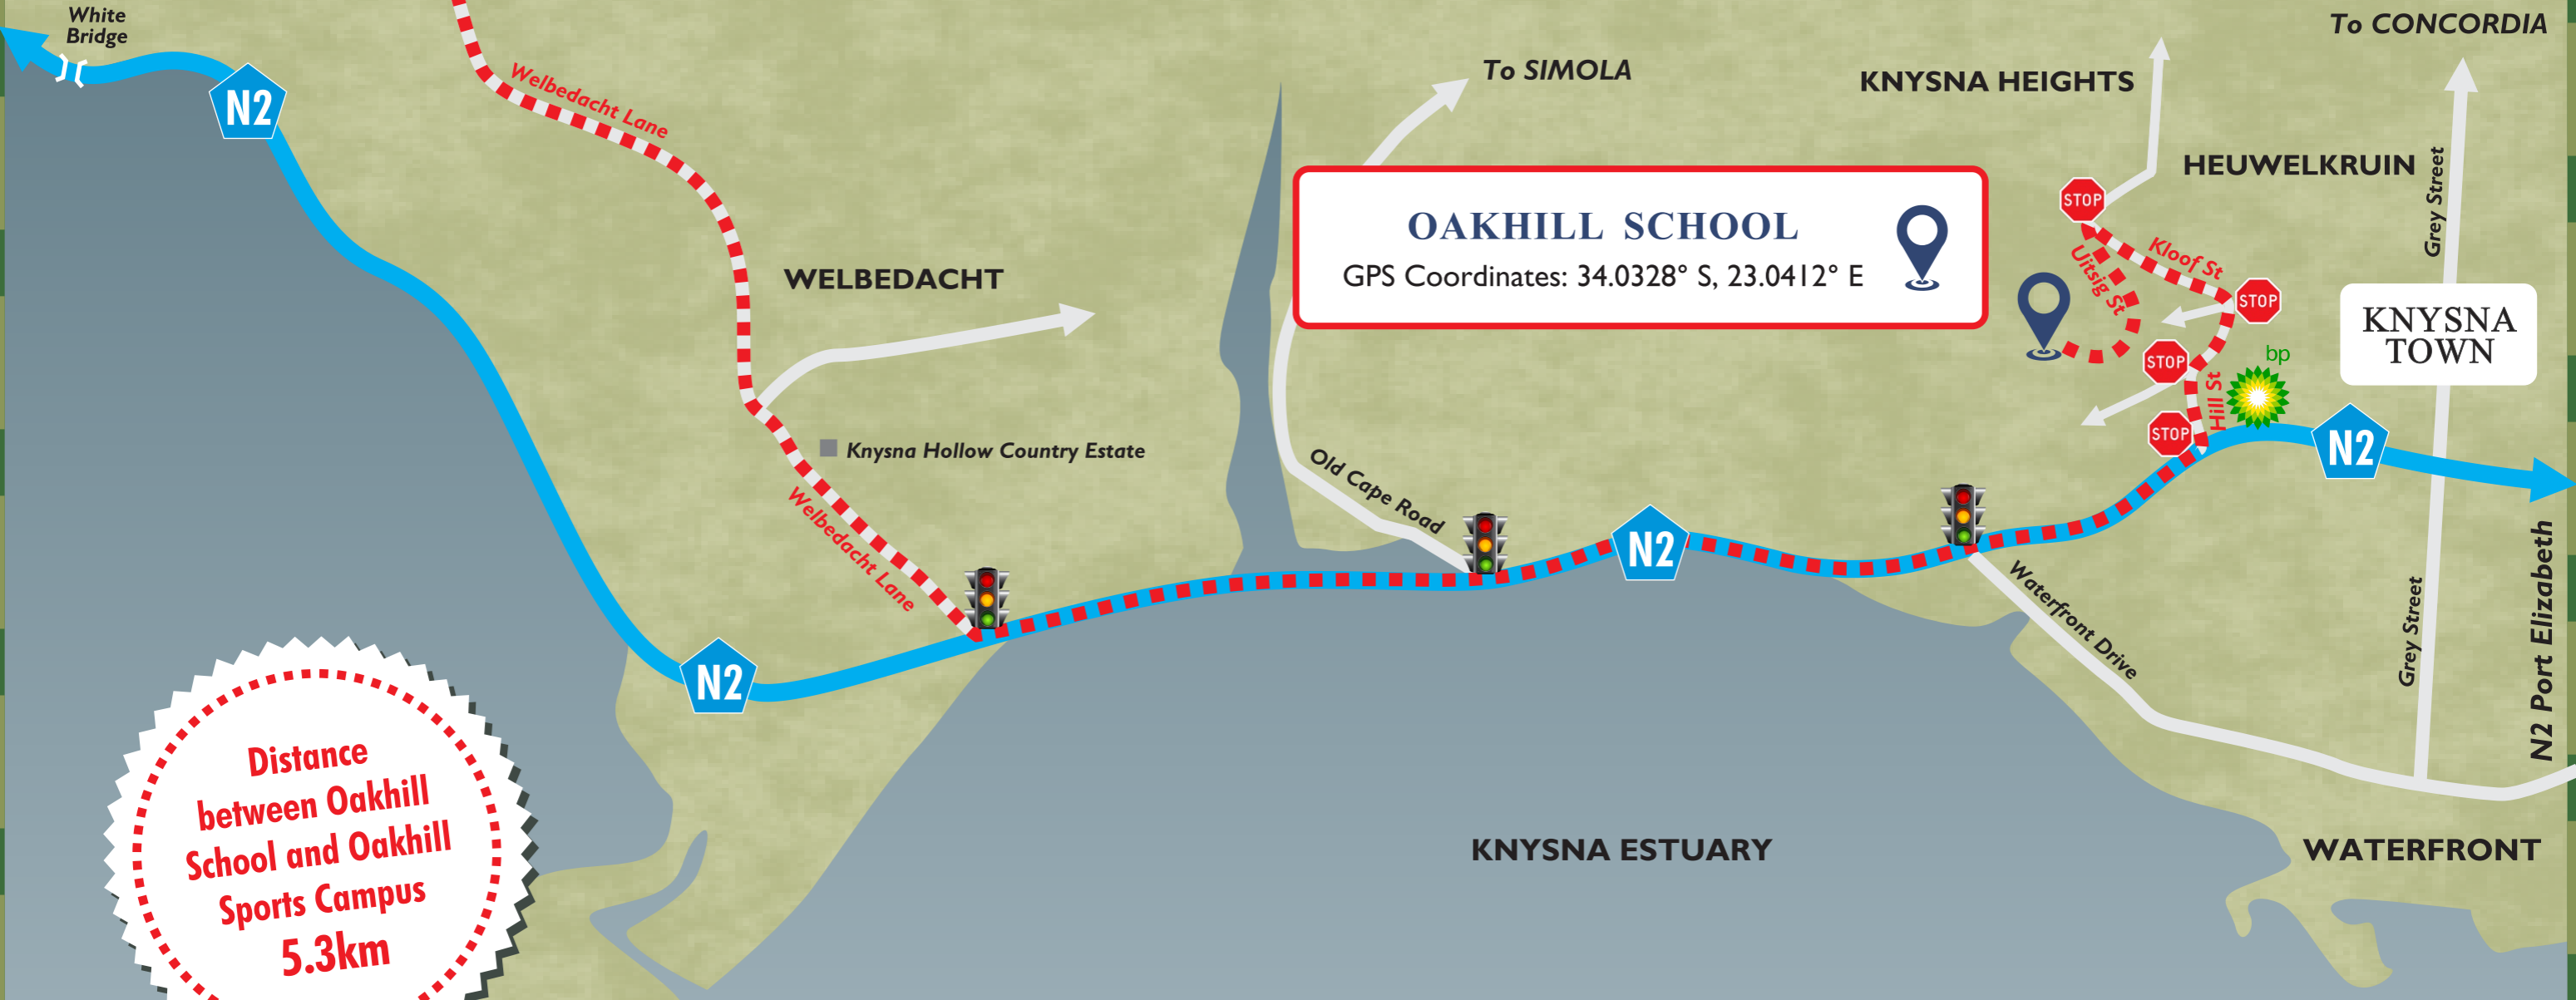 White
Bridge
N2
Welbedacht Lane
WELBEDACHT
Knysna Hollow Country Estate
Welbedacht Lane
N2
To SIMOLA
OAKHILL SCHOOL
GPS Coordinates: 34.0328° S, 23.0412° E
Old Cape Road
N2
KNYSNA HEIGHTS
To CONCORDIA
HEUWELKRUIN
Grey Street
STOP
Kloof St
Uitsig St
STOP
STOP
bp
Hill St
STOP
KNYSNA
TOWN
N2
Waterfront Drive
Grey Street
N2 Port Elizabeth
KNYSNA ESTUARY
WATERFRONT
Distance
between Oakhill
School and Oakhill
Sports Campus
5.3km